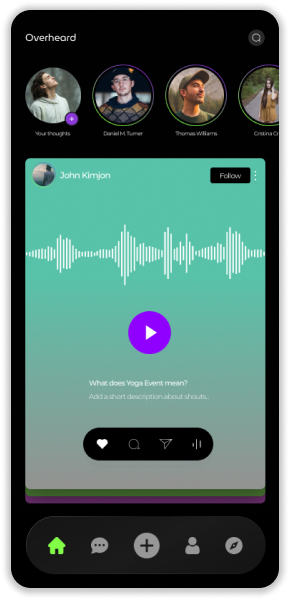 Overheard
Your thoughts
Daniel M. Turner
Thomas Williams
Cristina C
John Kimjon
Follow
What does Yoga Event mean?
Add a short description about shouts..